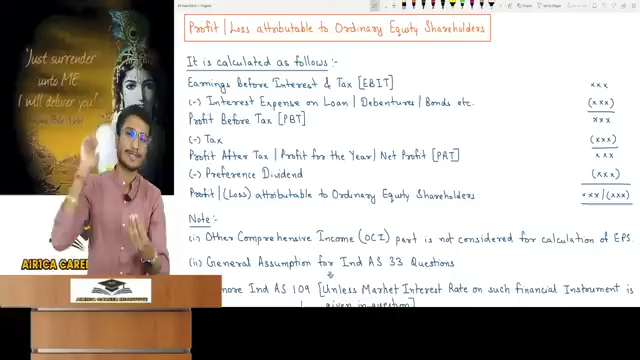 Profit / Loss attributable to Ordinary Equity Shareholders
"Just surrender
unto ME
I will deliver you"
It is calculated as follows :-
Earnings Before Interest & Tax [EBIT] xxx
(-) Interest Expense on Loan / Debentures / Bonds etc. (xxx)
Profit Before Tax [PBT] xxx
(-) Tax (xxx)
Profit After Tax / Profit for the Year / Net Profit [PAT] xxx
(-) Preference Dividend (xxx)
Profit / (Loss) attributable to Ordinary Equity Shareholders xxx / (xxx)
Note :-
(i) Other Comprehensive Income (OCI) part is not considered for calculation of EPS.
(ii) General Assumption for Ind AS 33 Questions
nore Ind AS 109 [Unless Market Interest Rate on such Financial Instrument is
given in question]
AIR1CA CAREER
AIR1CA CAREER INSTITUTE